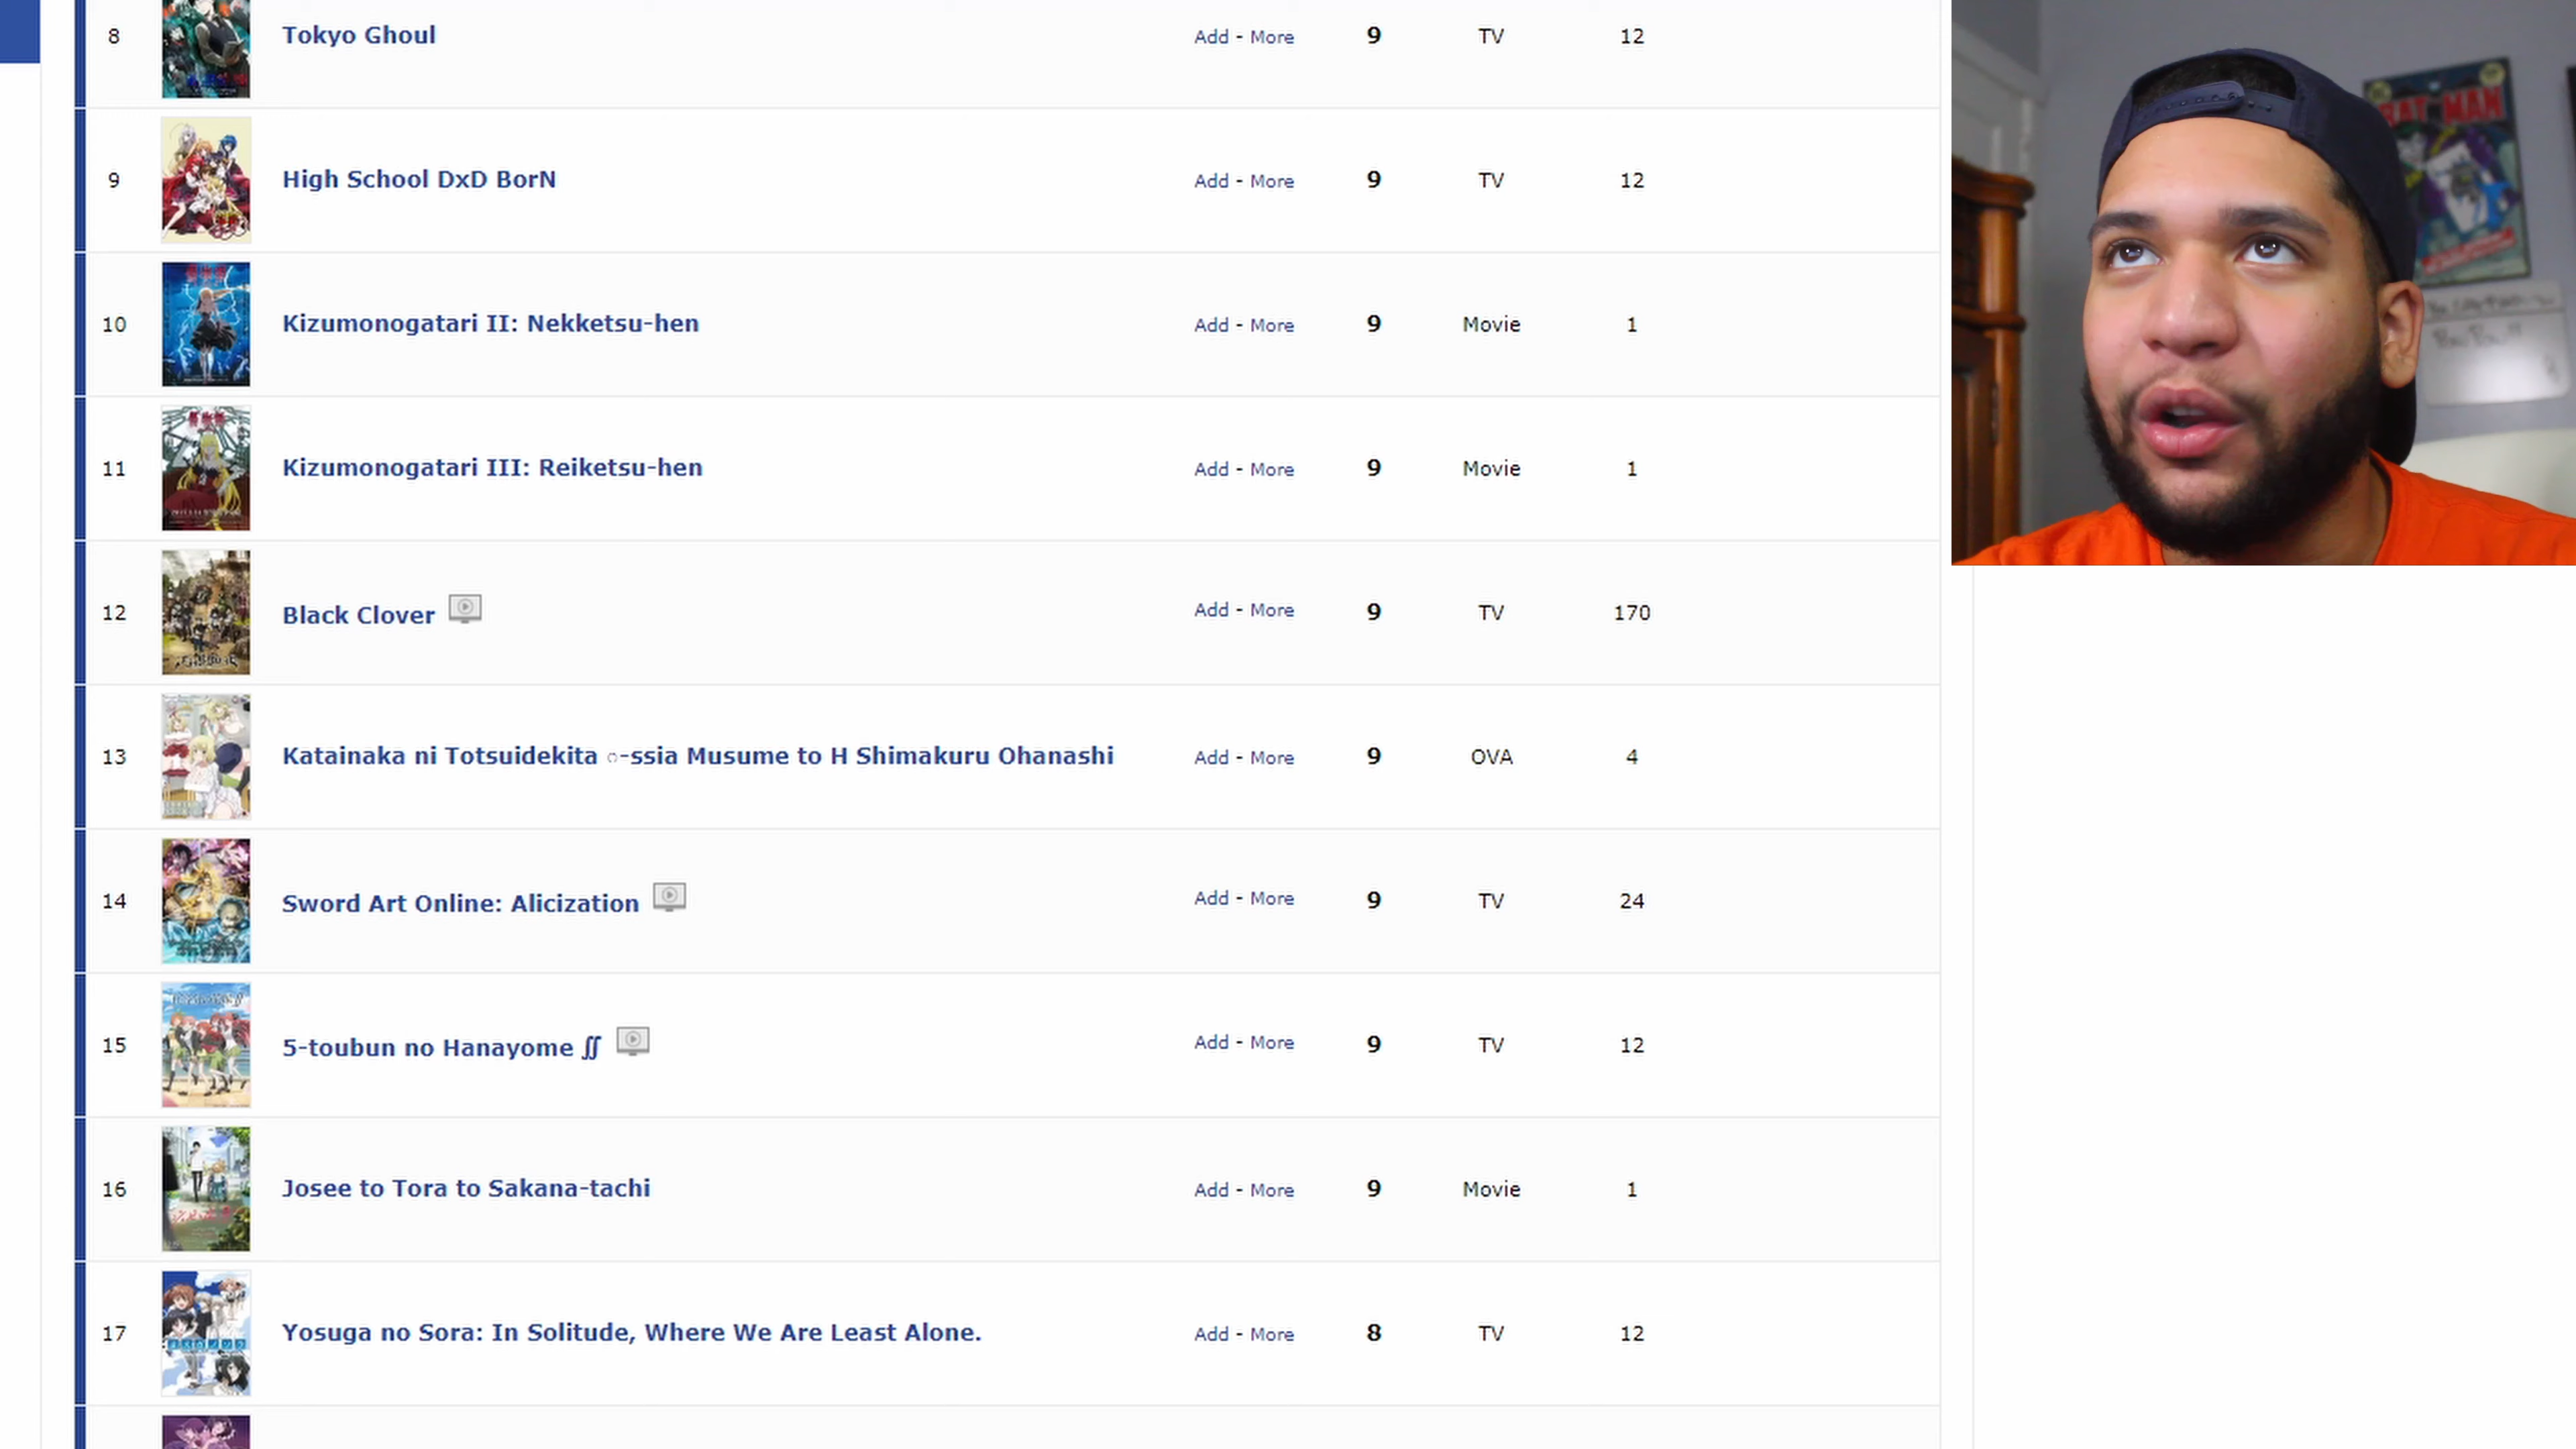 8 Tokyo Ghoul Add - More 9 TV 12
9 High School DxD BorN Add - More 9 TV 12
10 Kizumonogatari II: Nekketsu-hen Add - More 9 Movie 1
11 Kizumonogatari III: Reiketsu-hen Add - More 9 Movie 1
12 Black Clover Add - More 9 TV 170
13 Katainaka ni Totsuidekita ○-ssia Musume to H Shimakuru Ohanashi Add - More 9 OVA 4
14 Sword Art Online: Alicization Add - More 9 TV 24
15 5-toubun no Hanayome ∬ Add - More 9 TV 12
16 Josee to Tora to Sakana-tachi Add - More 9 Movie 1
17 Yosuga no Sora: In Solitude, Where We Are Least Alone. Add - More 8 TV 12
BATMAN